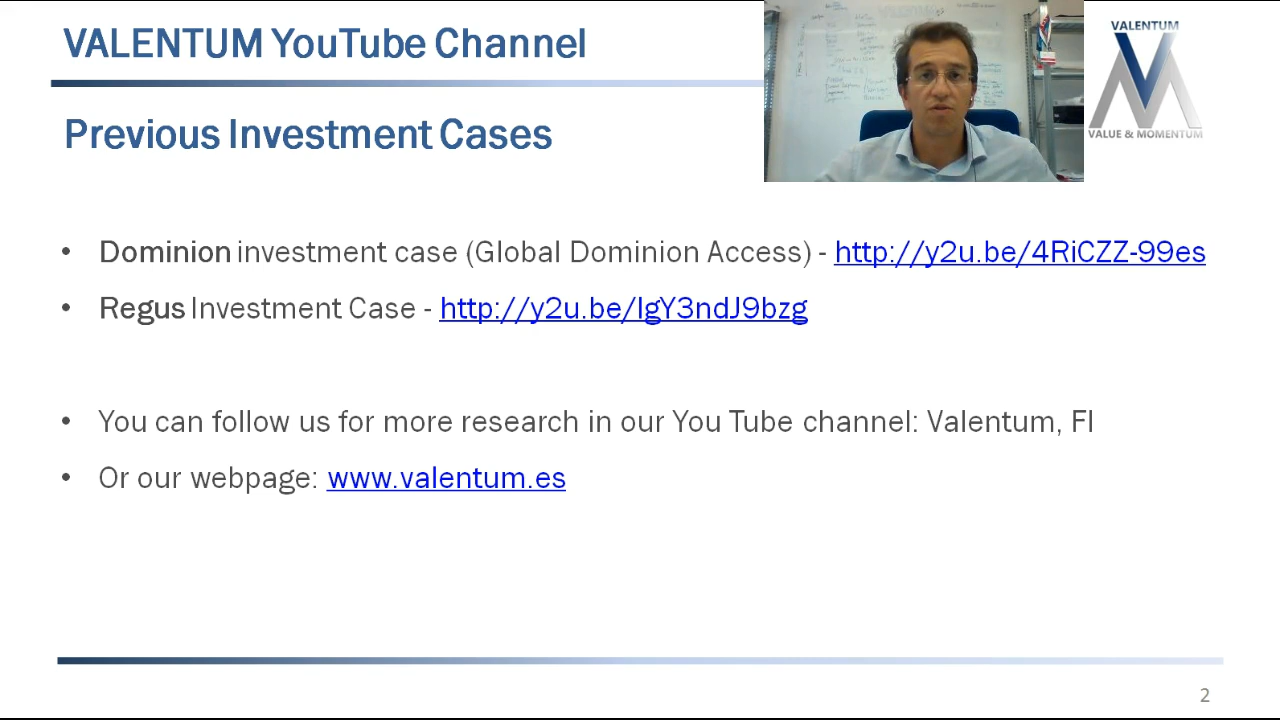 VALENTUM YouTube Channel
Previous Investment Cases
VALENTUM
VALUE & MOMENTUM
• Dominion investment case (Global Dominion Access) - http://y2u.be/4RiCZZ-99es
• Regus Investment Case - http://y2u.be/IgY3ndJ9bzg
• You can follow us for more research in our You Tube channel: Valentum, FI
• Or our webpage: www.valentum.es
2